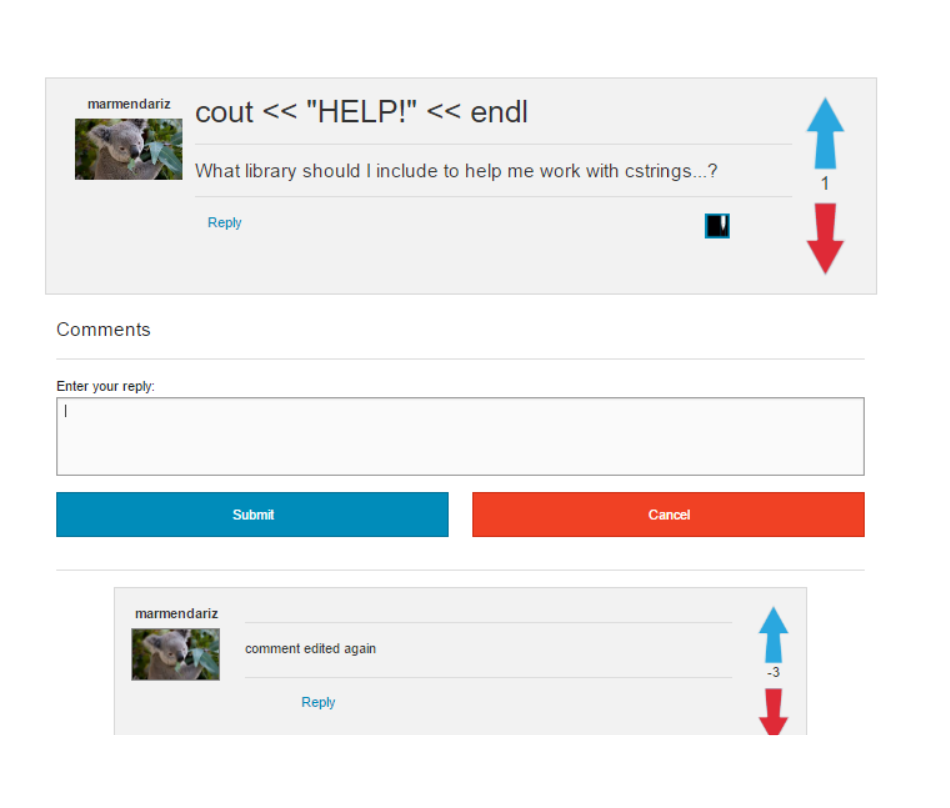 marmendariz
cout << "HELP!" << endl
What library should I include to help me work with cstrings...?
1
Reply
Comments
Enter your reply:
Submit
Cancel
marmendariz
comment edited again
-3
Reply